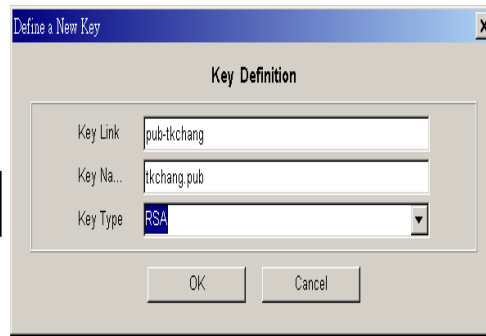 Define a New Key
Key Definition
Key Link pub-tkchang
Key Na... tkchang.pub
Key Type RSA
OK Cancel